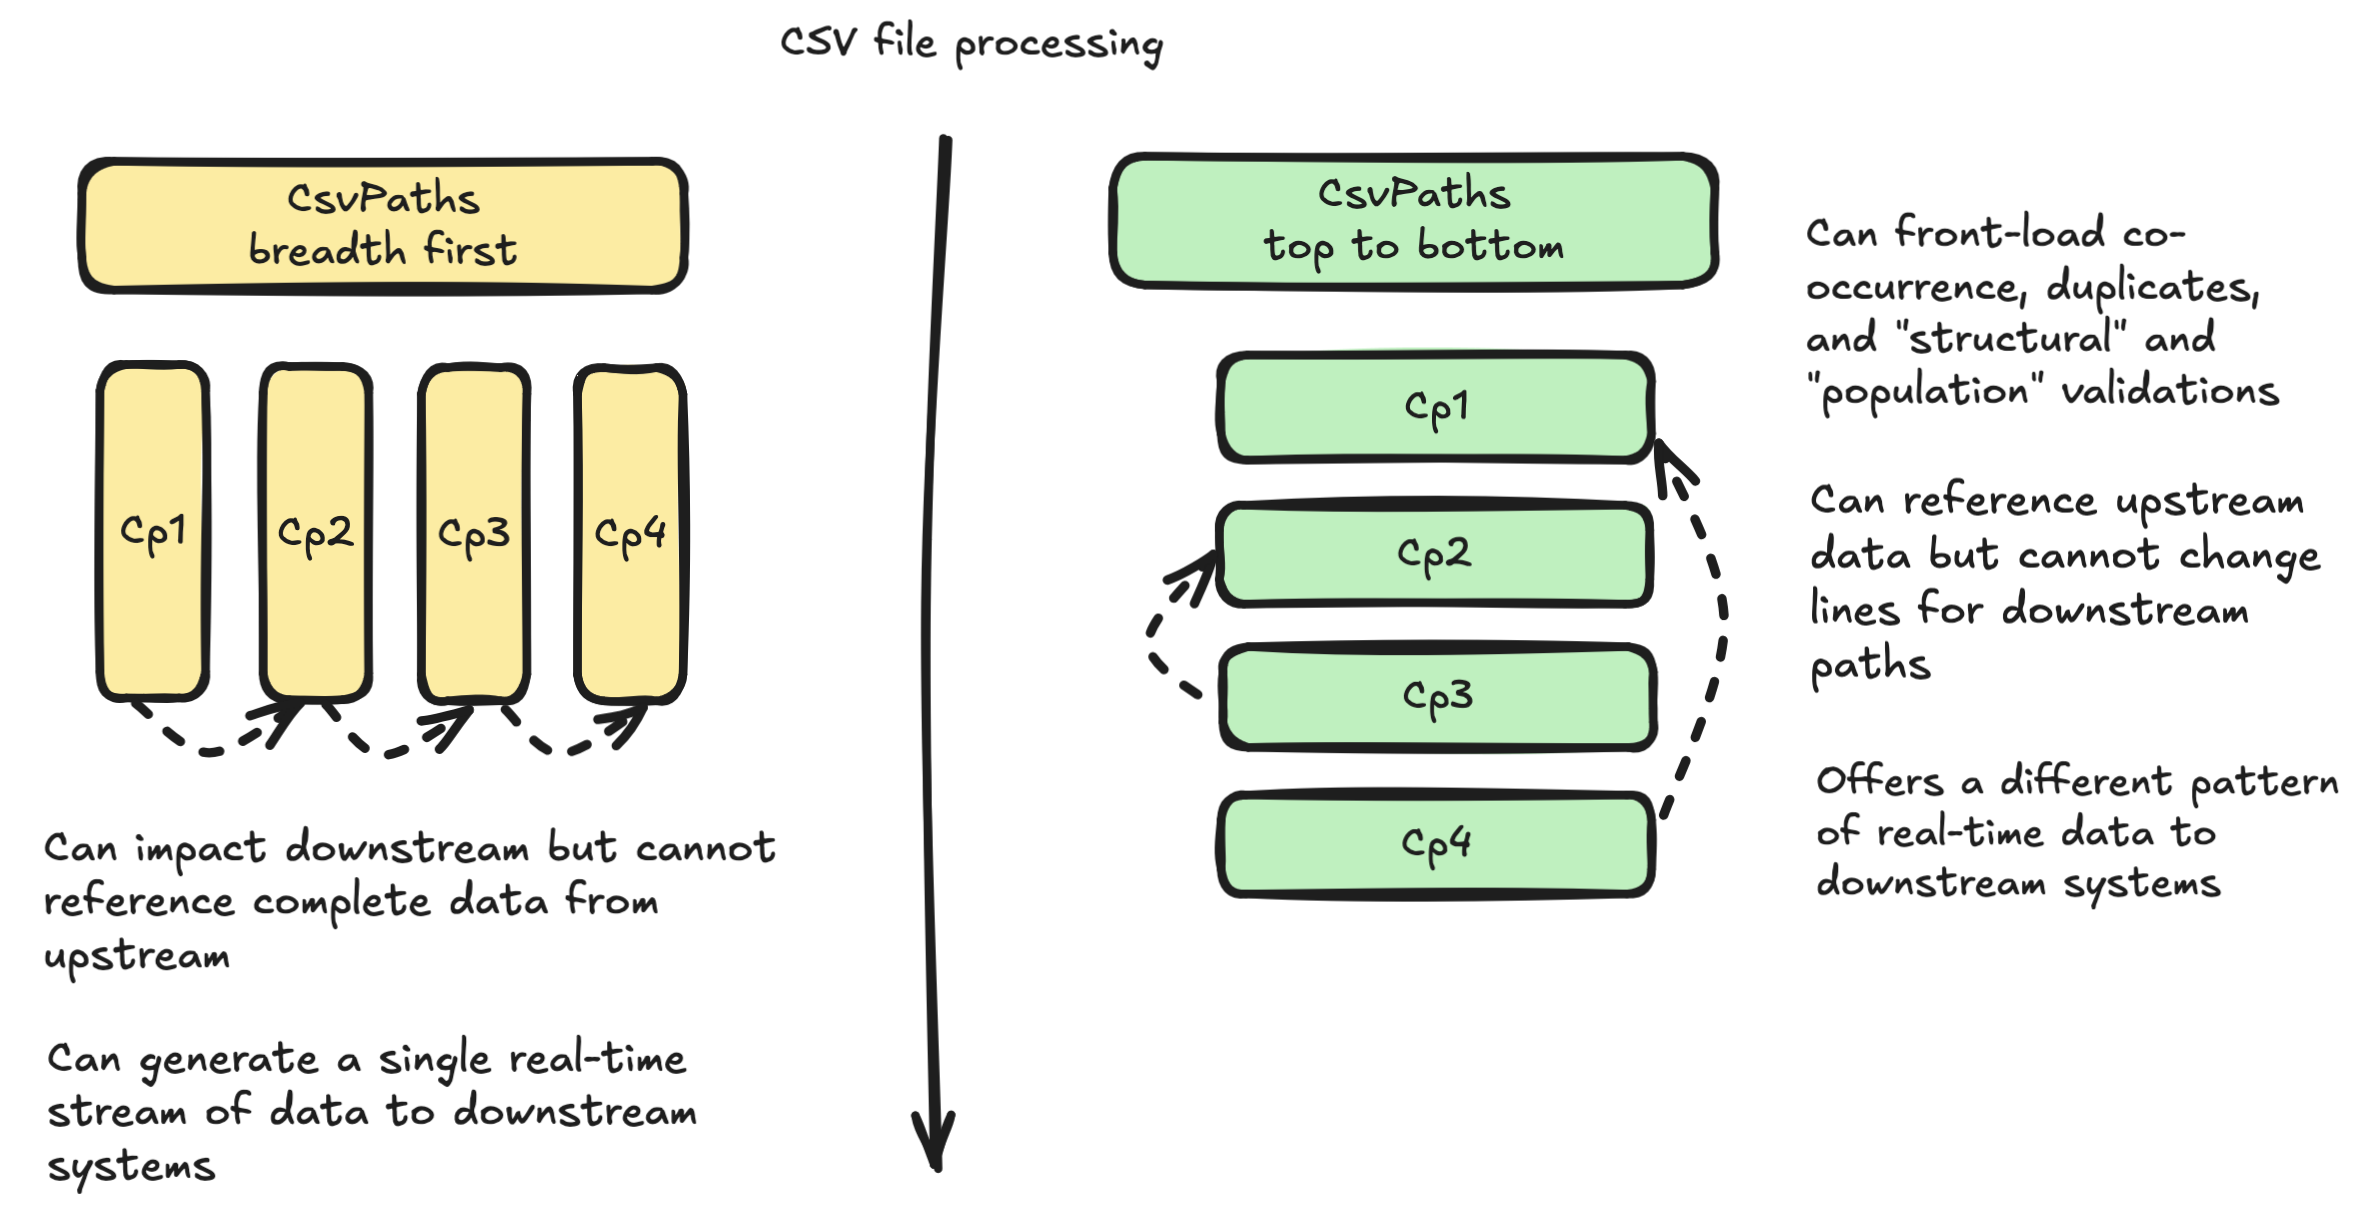 CSV file processing
CsvPaths
breadth first
Cp1
Cp2
Cp3
Cp4
Can impact downstream but cannot
reference complete data from
upstream
Can generate a single real-time
stream of data to downstream
systems
CsvPaths
top to bottom
Cp1
Cp2
Cp3
Cp4
Can front-load co-
occurrence, duplicates,
and "structural" and
"population" validations
Can reference upstream
data but cannot change
lines for downstream
paths
Offers a different pattern
of real-time data to
downstream systems